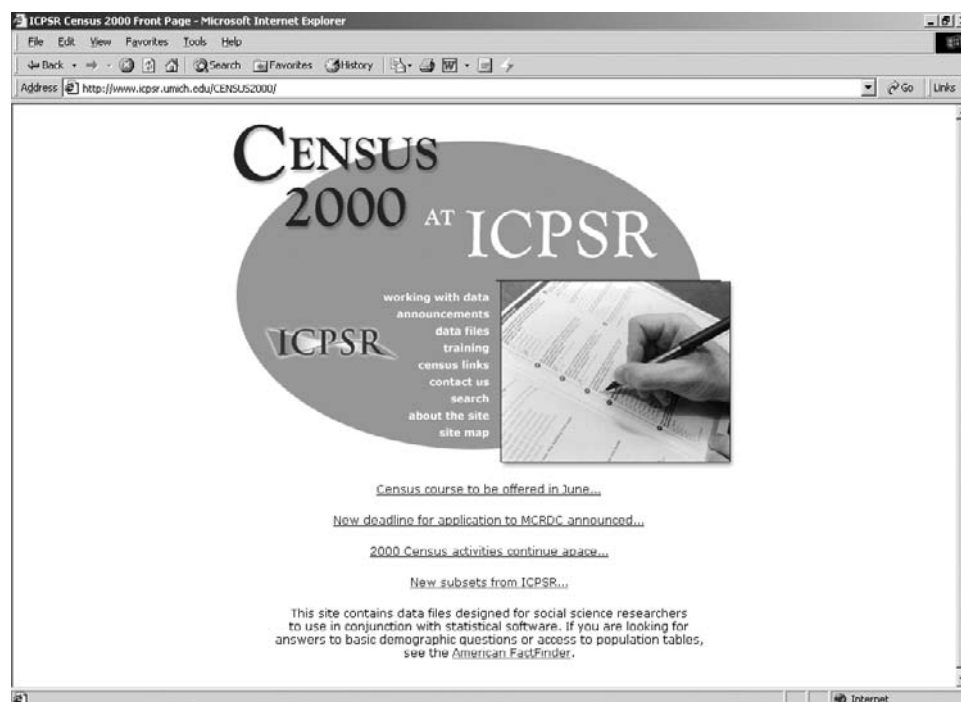 ICPSR Census 2000 Front Page - Microsoft Internet Explorer
File Edit View Favorites Tools Help
Back Search Favorites History
Address http://www.icpsr.umich.edu/CENSUS2000/ Go Links
CENSUS
2000 AT ICPSR
working with data
announcements
data files
ICPSR
training
census links
contact us
search
about the site
site map
Census course to be offered in June...
New deadline for application to MCRDC announced...
2000 Census activities continue apace...
New subsets from ICPSR...
This site contains data files designed for social science researchers
to use in conjunction with statistical software. If you are looking for
answers to basic demographic questions or access to population tables,
see the American FactFinder.
Internet